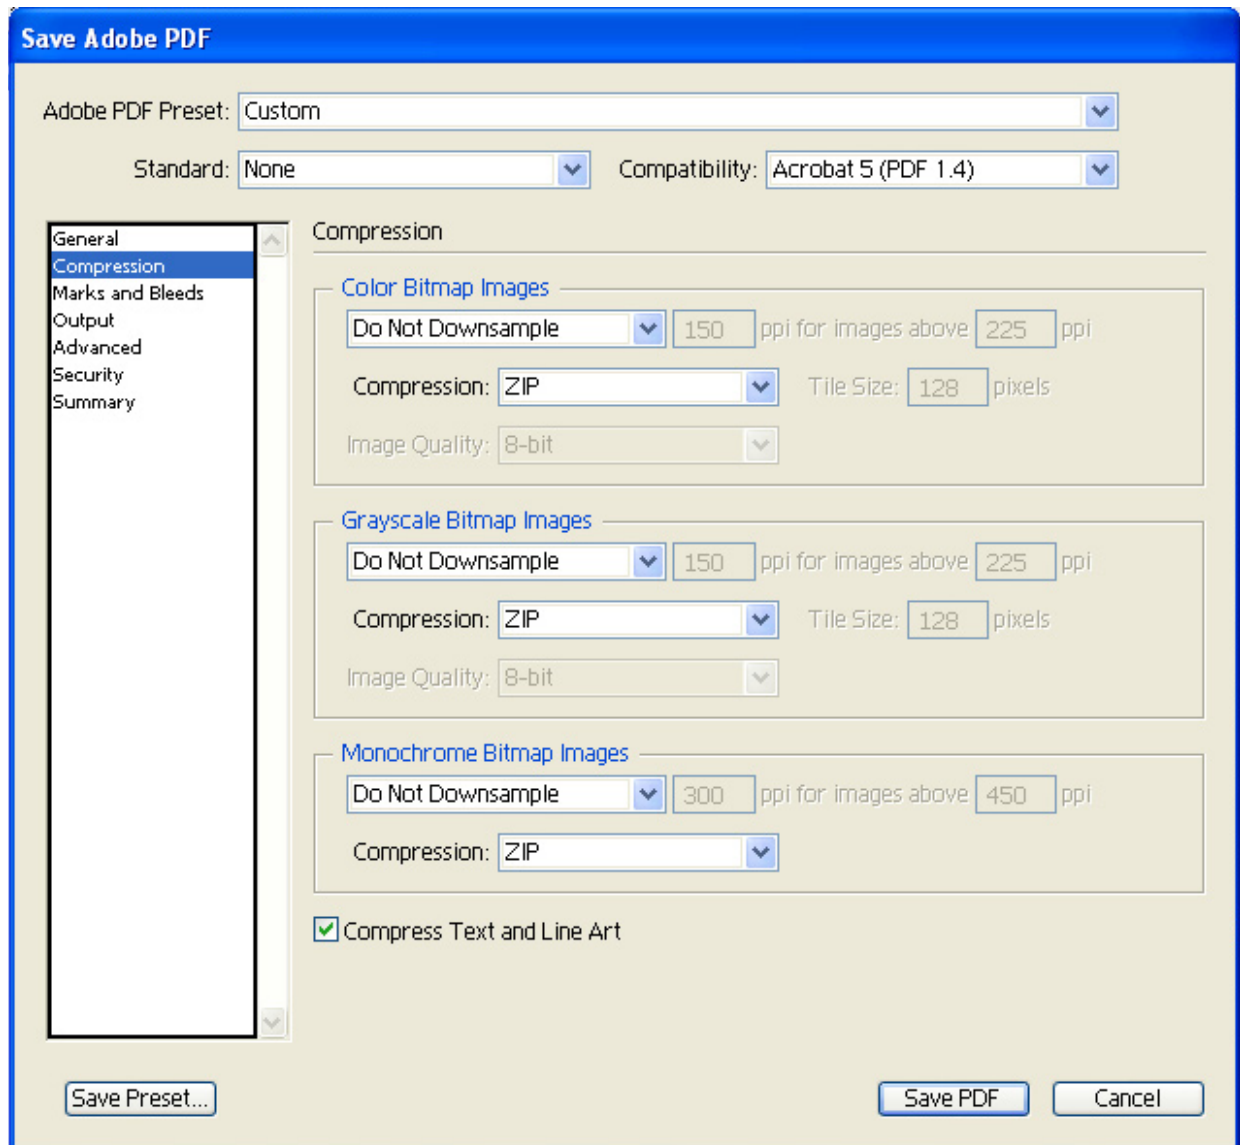 Save Adobe PDF
Adobe PDF Preset: Custom
Standard: None Compatibility: Acrobat 5 (PDF 1.4)
General
Compression
Marks and Bleeds
Output
Advanced
Security
Summary
Compression
Color Bitmap Images
Do Not Downsample 150 ppi for images above 225 ppi
Compression: ZIP Tile Size: 128 pixels
Image Quality: 8-bit
Grayscale Bitmap Images
Do Not Downsample 150 ppi for images above 225 ppi
Compression: ZIP Tile Size: 128 pixels
Image Quality: 8-bit
Monochrome Bitmap Images
Do Not Downsample 300 ppi for images above 450 ppi
Compression: ZIP
Compress Text and Line Art
Save Preset... Save PDF Cancel